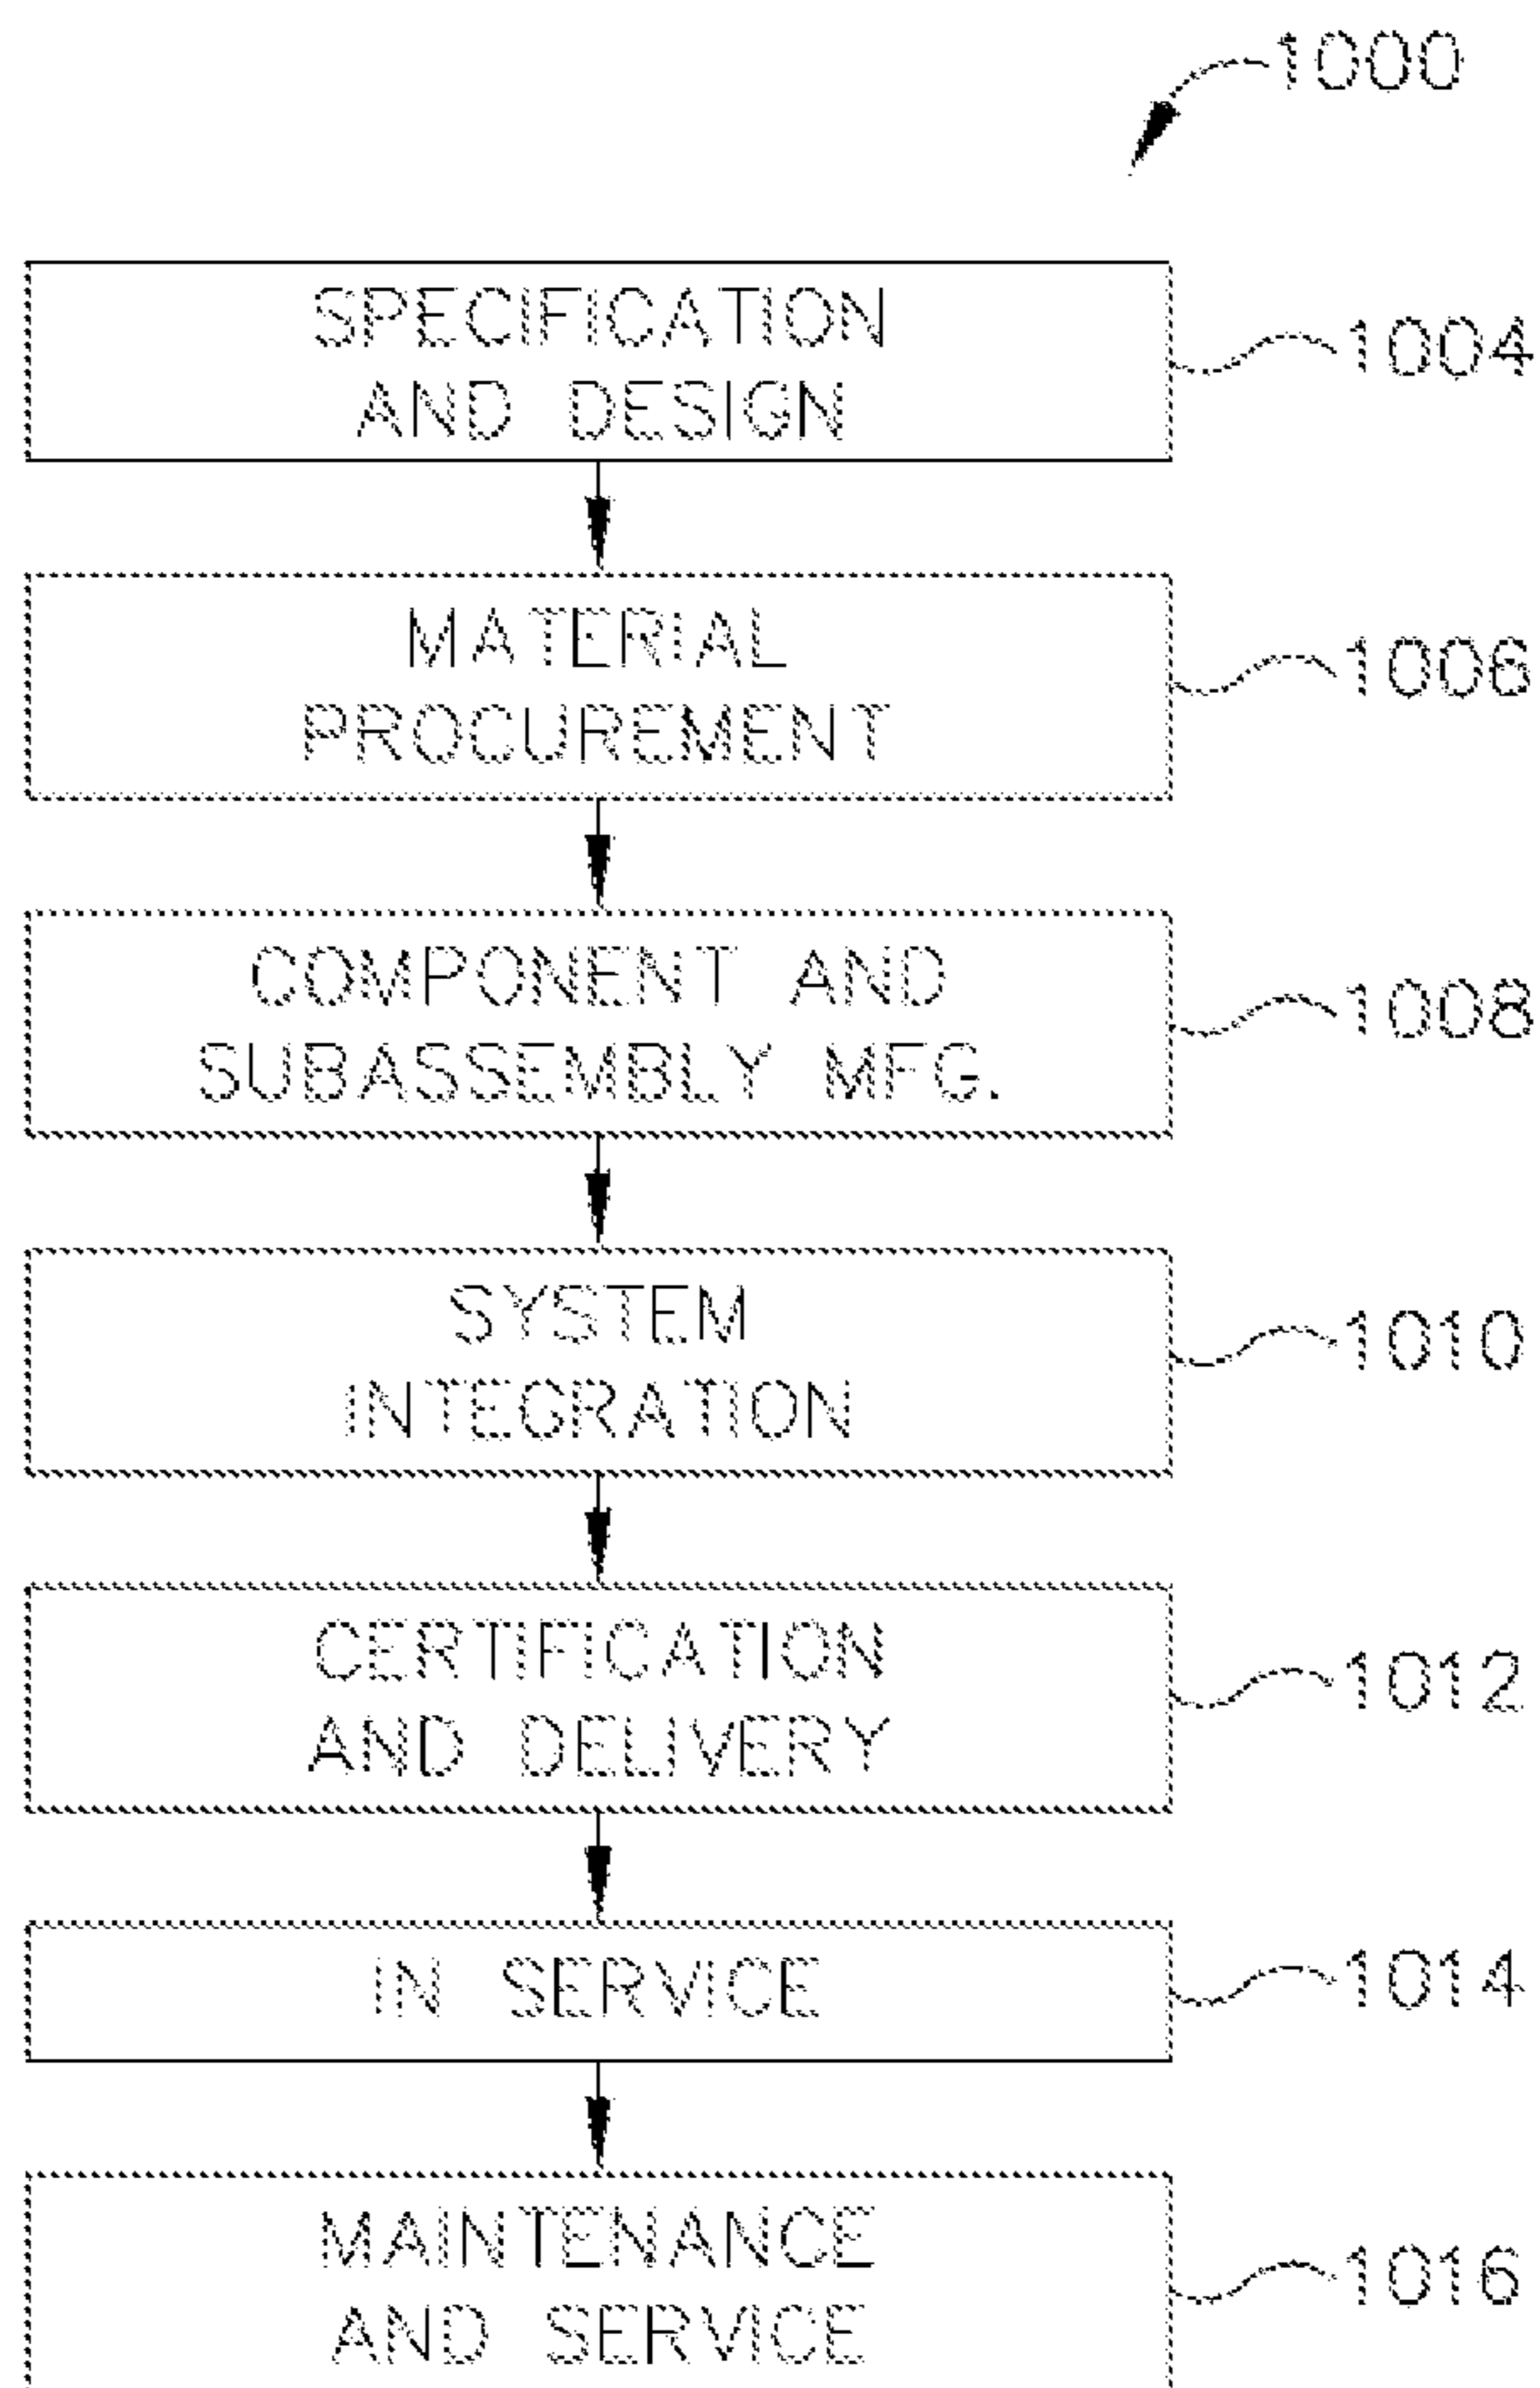 1000
SPECIFICATION
AND DESIGN
1004
MATERIAL
PROCUREMENT
1006
COMPONENT AND
SUBASSEMBLY MFG.
1008
SYSTEM
INTEGRATION
1010
CERTIFICATION
AND DELIVERY
1012
IN SERVICE
1014
MAINTENANCE
AND SERVICE
1016